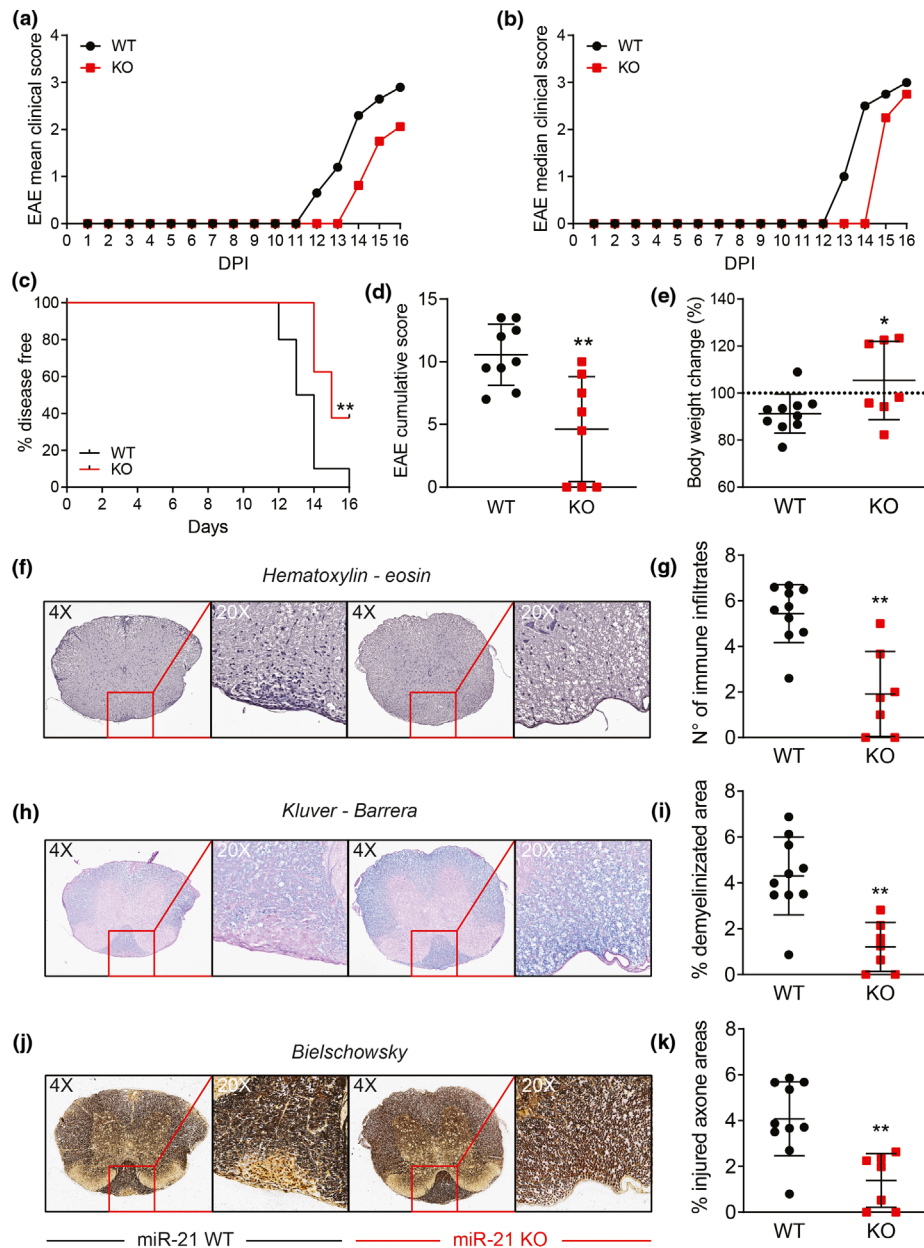 (a)
EAE mean clinical score
4
3
2
1
0
WT
KO
0 1 2 3 4 5 6 7 8 9 10 11 12 13 14 15 16
DPI
(b)
EAE median clinical score
4
3
2
1
0
WT
KO
0 1 2 3 4 5 6 7 8 9 10 11 12 13 14 15 16
DPI
(c)
% disease free
100
80
60
40
20
0
**
WT
KO
0 2 4 6 8 10 12 14 16
Days
(d)
EAE cumulative score
15
10
5
0
**
WT KO
(e)
Body weight change (%)
140
120
100
80
60
*
WT KO
(f)
Hematoxylin - eosin
4X 20X 4X 20X
(g)
N° of immune infiltrates
8
6
4
2
0
**
WT KO
(h)
Kluver - Barrera
4X 20X 4X 20X
(i)
% demyelinizated area
8
6
4
2
0
**
WT KO
(j)
Bielschowsky
4X 20X 4X 20X
(k)
% injured axone areas
8
6
4
2
0
**
WT KO
miR-21 WT miR-21 KO